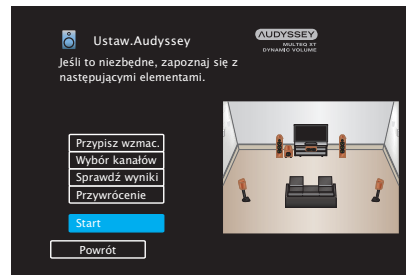 Ustaw.Audyssey
AUDYSSEY
MULTEQ XT
DYNAMIC VOLUME
Jeśli to niezbędne, zapoznaj się z
następującymi elementami.
Przypisz wzmac.
Wybór kanałów
Sprawdź wyniki
Przywrócenie
Start
Powrót